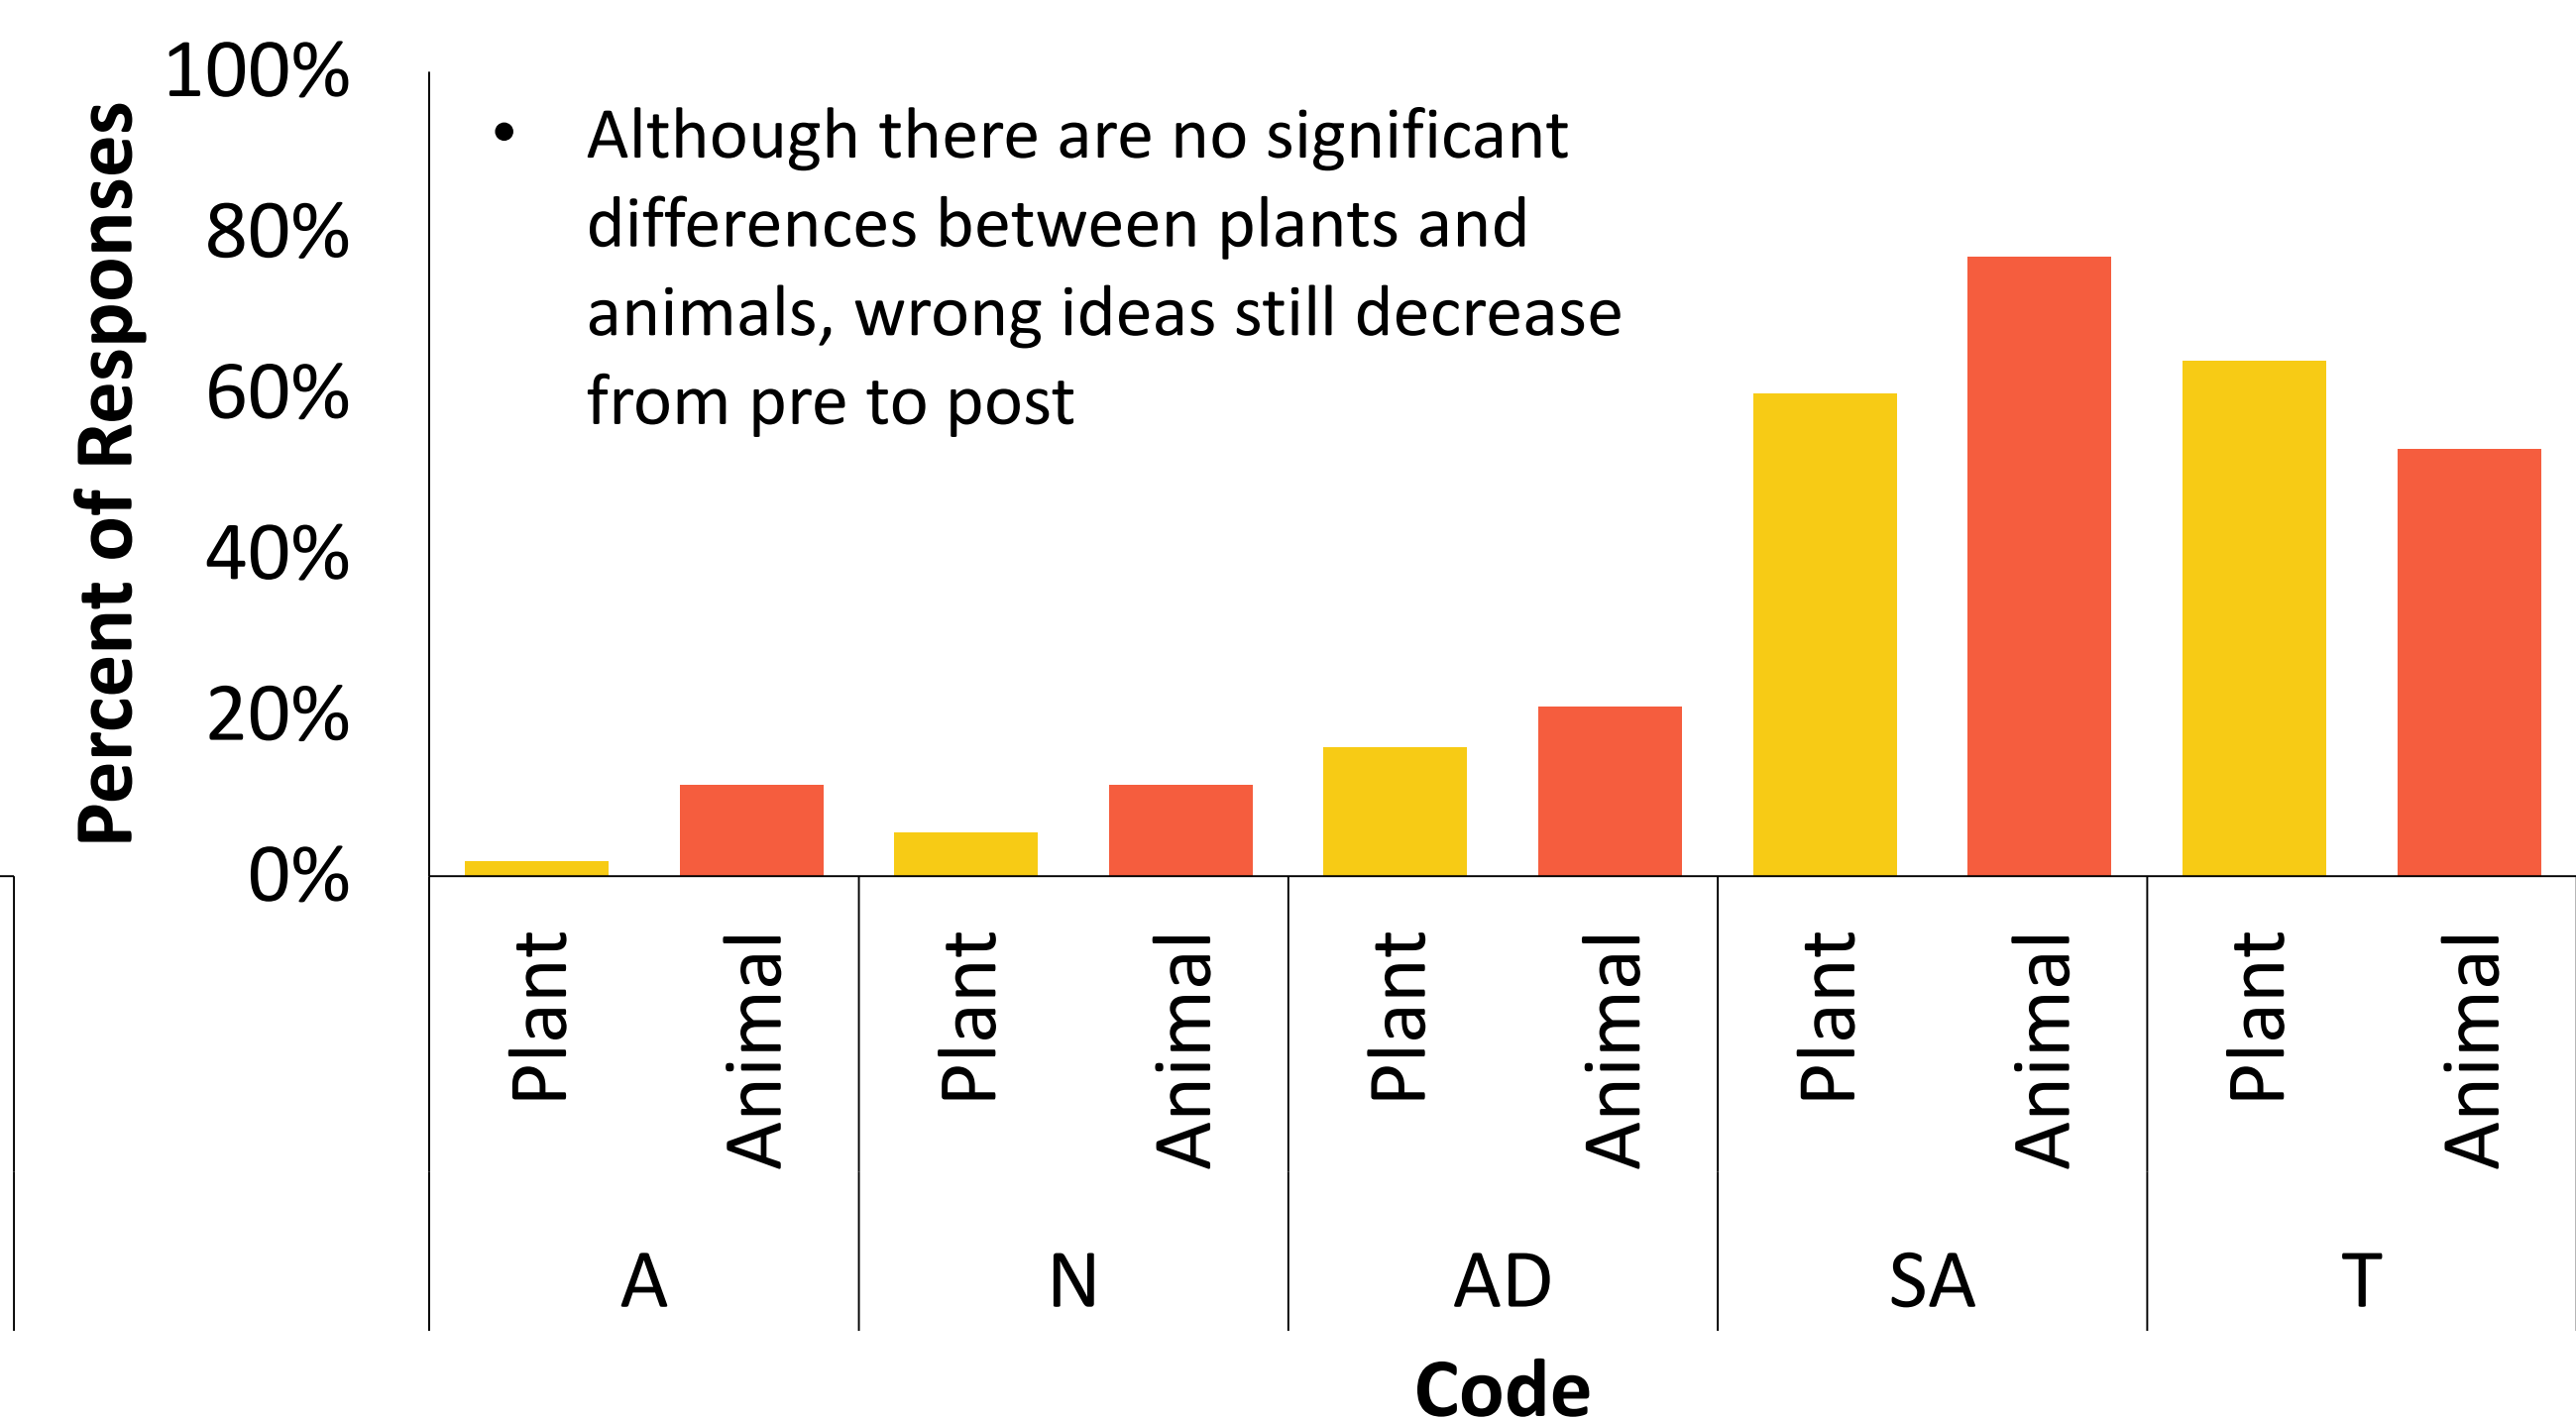 Percent of Responses
100%
80%
60%
40%
20%
0%
• Although there are no significant
differences between plants and
animals, wrong ideas still decrease
from pre to post
Plant
Animal
Plant
Animal
Plant
Animal
Plant
Animal
Plant
Animal
A
N
AD
SA
T
Code